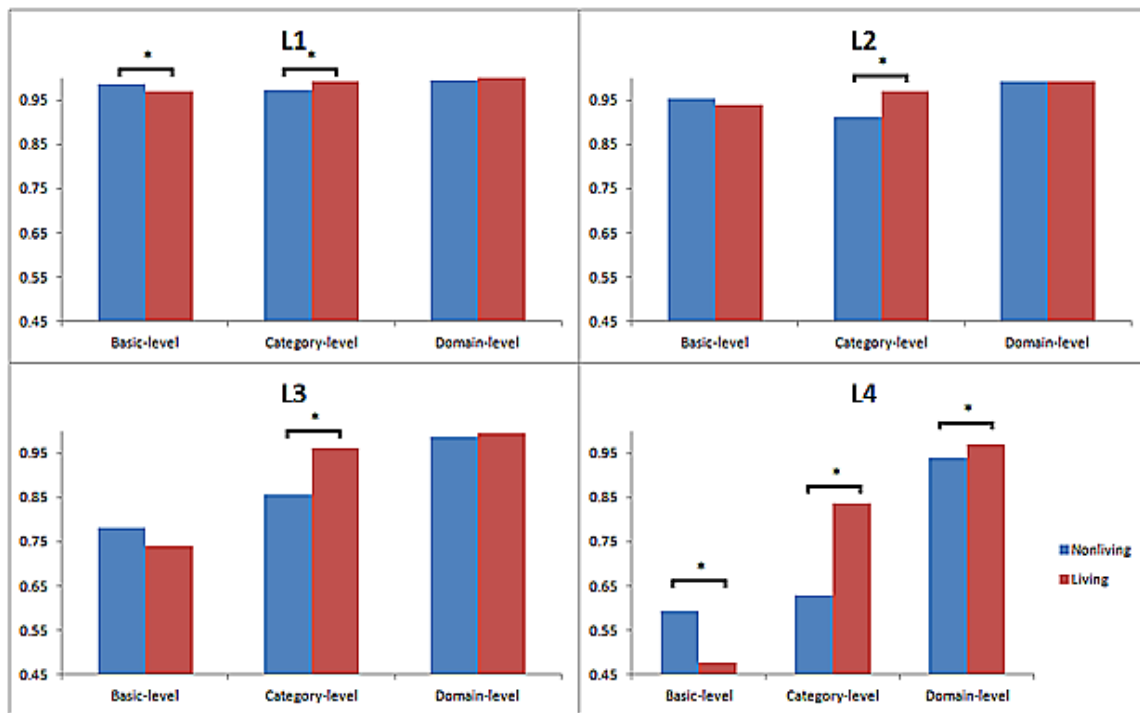 L1
*
*
0.95
0.85
0.75
0.65
0.55
0.45
Basic-level
Category-level
Domain-level
L2
*
0.95
0.85
0.75
0.65
0.55
0.45
Basic-level
Category-level
Domain-level
L3
*
0.95
0.85
0.75
0.65
0.55
0.45
Basic-level
Category-level
Domain-level
L4
*
*
*
0.95
0.85
0.75
0.65
0.55
0.45
Basic-level
Category-level
Domain-level
Nonliving
Living